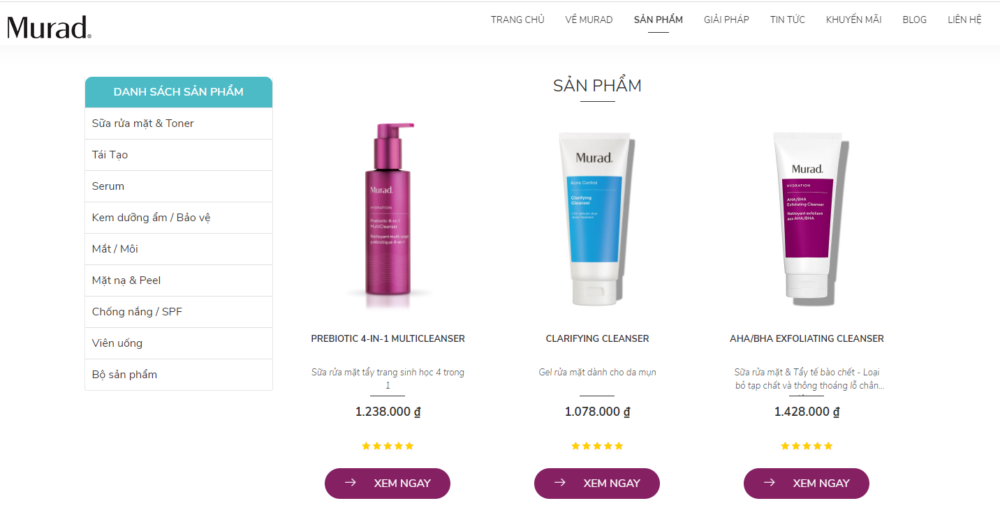 Murad.
TRANG CHỦ VỀ MURAD SẢN PHẨM GIẢI PHÁP TIN TỨC KHUYẾN MÃI BLOG LIÊN HỆ
DANH SÁCH SẢN PHẨM
Sữa rửa mặt & Toner
Tái Tạo
Serum
Kem dưỡng ẩm / Bảo vệ
Mắt / Môi
Mặt nạ & Peel
Chống nắng / SPF
Viên uống
Bộ sản phẩm
SẢN PHẨM
Murad.
HYDRATION
Prebiotic 4-in-1
MultiCleanser
Nettoyant multi-usage
prébiotique 4-en-1
PREBIOTIC 4-IN-1 MULTICLEANSER
Sữa rửa mặt tẩy trang sinh học 4 trong
1
1.238.000 ₫
XEM NGAY
Murad.
Acne Control
Clarifying
Cleanser
Salicylic Acid
Acne Treatment
CLARIFYING CLEANSER
Gel rửa mặt dành cho da mụn
1.078.000 ₫
XEM NGAY
Murad.
HYDRATION
AHA/BHA
Exfoliating Cleanser
Nettoyant exfoliant
aux AHA/BHA
AHA/BHA EXFOLIATING CLEANSER
Sữa rửa mặt & Tẩy tế bào chết - Loại
bỏ tạp chất và thông thoáng lỗ chân...
1.428.000 ₫
XEM NGAY